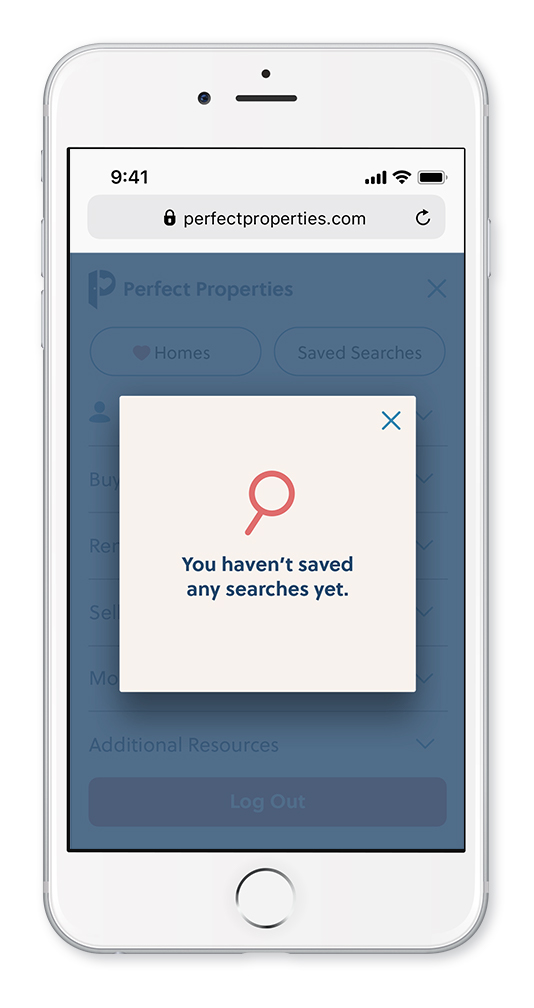 9:41
perfectproperties.com
Perfect Properties
Homes
Saved Searches
You haven't saved
any searches yet.
Buy
Ren
Sell
Mo
Additional Resources
Log Out